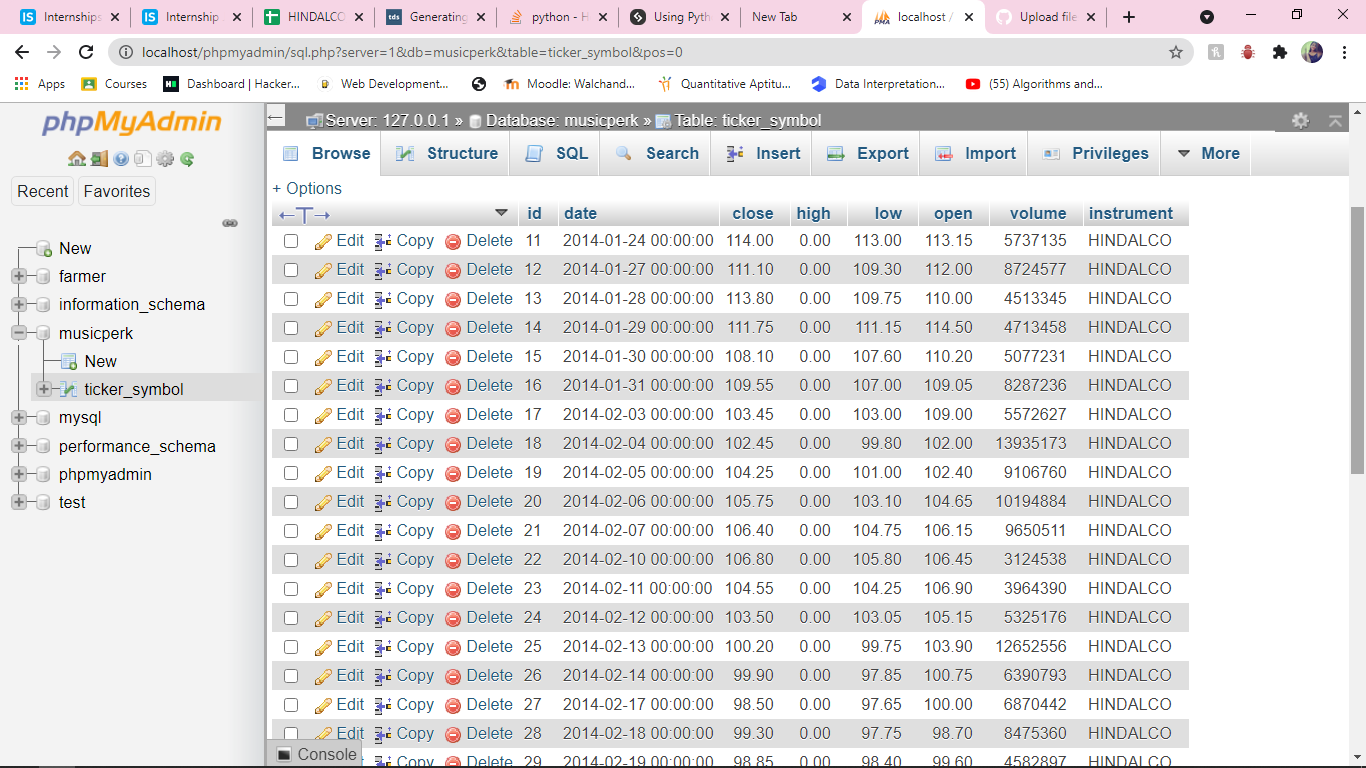 Internships Internship HINDALCO Generating python - H Using Pyth New Tab localhost / Upload file
localhost/phpmyadmin/sql.php?server=1&db=musicperk&table=ticker_symbol&pos=0
Apps Courses Dashboard | Hacker... Web Development... Moodle: Walchand... Quantitative Aptitu... Data Interpretation... (55) Algorithms and...
phpMyAdmin
Recent Favorites
New
farmer
information_schema
musicperk
New
ticker_symbol
mysql
performance_schema
phpmyadmin
test
Server: 127.0.0.1 » Database: musicperk » Table: ticker_symbol
Browse Structure SQL Search Insert Export Import Privileges More
+ Options
←T→ id date close high low open volume instrument
Edit Copy Delete 11 2014-01-24 00:00:00 114.00 0.00 113.00 113.15 5737135 HINDALCO
Edit Copy Delete 12 2014-01-27 00:00:00 111.10 0.00 109.30 112.00 8724577 HINDALCO
Edit Copy Delete 13 2014-01-28 00:00:00 113.80 0.00 109.75 110.00 4513345 HINDALCO
Edit Copy Delete 14 2014-01-29 00:00:00 111.75 0.00 111.15 114.50 4713458 HINDALCO
Edit Copy Delete 15 2014-01-30 00:00:00 108.10 0.00 107.60 110.20 5077231 HINDALCO
Edit Copy Delete 16 2014-01-31 00:00:00 109.55 0.00 107.00 109.05 8287236 HINDALCO
Edit Copy Delete 17 2014-02-03 00:00:00 103.45 0.00 103.00 109.00 5572627 HINDALCO
Edit Copy Delete 18 2014-02-04 00:00:00 102.45 0.00 99.80 102.00 13935173 HINDALCO
Edit Copy Delete 19 2014-02-05 00:00:00 104.25 0.00 101.00 102.40 9106760 HINDALCO
Edit Copy Delete 20 2014-02-06 00:00:00 105.75 0.00 103.10 104.65 10194884 HINDALCO
Edit Copy Delete 21 2014-02-07 00:00:00 106.40 0.00 104.75 106.15 9650511 HINDALCO
Edit Copy Delete 22 2014-02-10 00:00:00 106.80 0.00 105.80 106.45 3124538 HINDALCO
Edit Copy Delete 23 2014-02-11 00:00:00 104.55 0.00 104.25 106.90 3964390 HINDALCO
Edit Copy Delete 24 2014-02-12 00:00:00 103.50 0.00 103.05 105.15 5325176 HINDALCO
Edit Copy Delete 25 2014-02-13 00:00:00 100.20 0.00 99.75 103.90 12652556 HINDALCO
Edit Copy Delete 26 2014-02-14 00:00:00 99.90 0.00 97.85 100.75 6390793 HINDALCO
Edit Copy Delete 27 2014-02-17 00:00:00 98.50 0.00 97.65 100.00 6870442 HINDALCO
Edit Copy Delete 28 2014-02-18 00:00:00 99.30 0.00 97.75 98.70 8475360 HINDALCO
Console Copy Delete 29 2014-02-19 00:00:00 98.85 0.00 98.40 99.60 4582897 HINDALCO